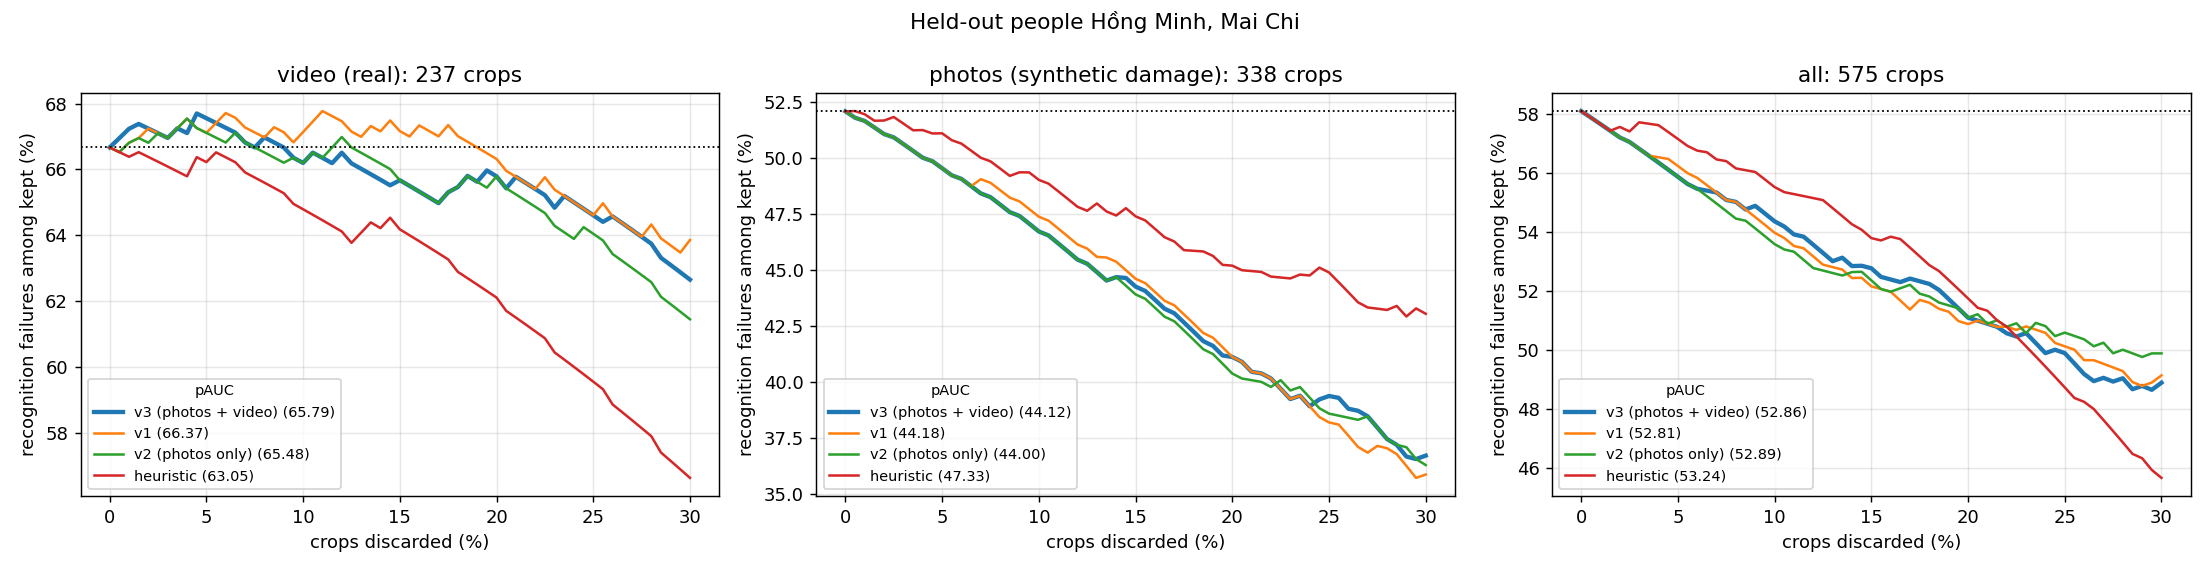 Held-out people Hồng Minh, Mai Chi
video (real): 237 crops
recognition failures among kept (%)
68
66
64
62
60
58
pAUC
v3 (photos + video) (65.79)
v1 (66.37)
v2 (photos only) (65.48)
heuristic (63.05)
0 5 10 15 20 25 30
crops discarded (%)
photos (synthetic damage): 338 crops
recognition failures among kept (%)
52.5
50.0
47.5
45.0
42.5
40.0
37.5
35.0
pAUC
v3 (photos + video) (44.12)
v1 (44.18)
v2 (photos only) (44.00)
heuristic (47.33)
0 5 10 15 20 25 30
crops discarded (%)
all: 575 crops
recognition failures among kept (%)
58
56
54
52
50
48
46
pAUC
v3 (photos + video) (52.86)
v1 (52.81)
v2 (photos only) (52.89)
heuristic (53.24)
0 5 10 15 20 25 30
crops discarded (%)